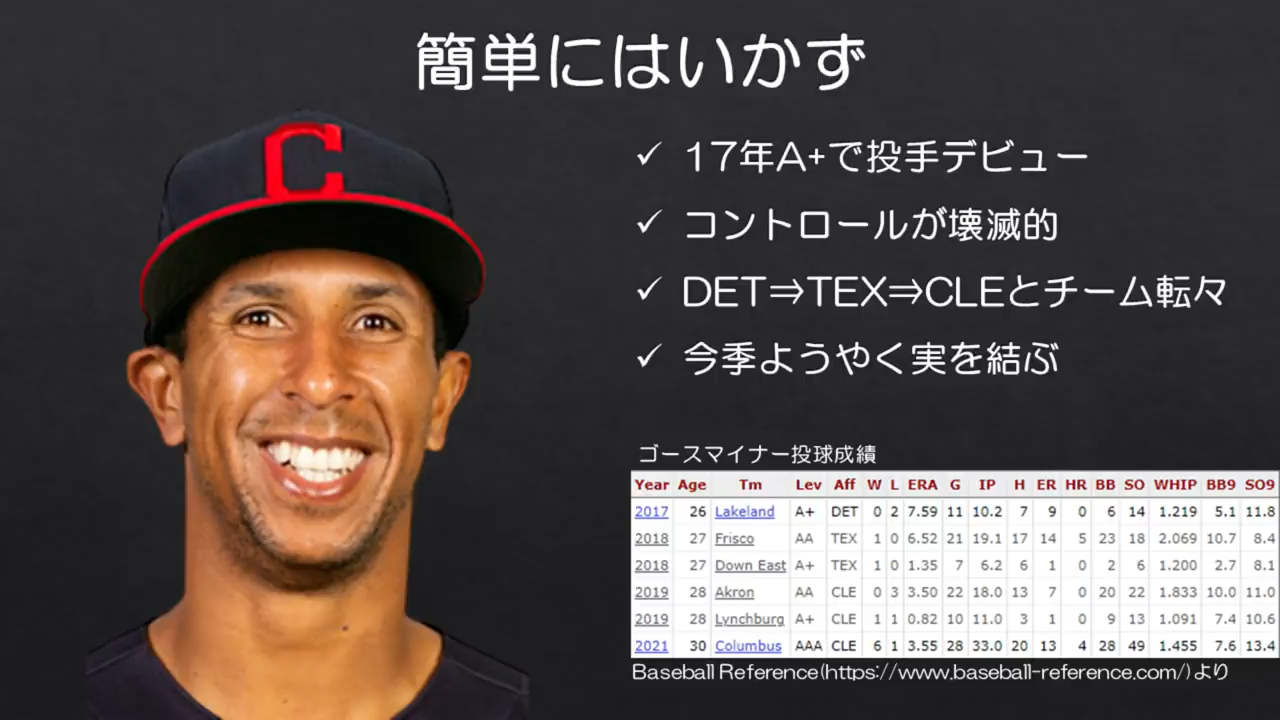 簡単にはいかず
C
✓ 17年A+で投手デビュー
✓ コントロールが壊滅的
✓ DET⇒TEX⇒CLEとチーム転々
✓ 今季ようやく実を結ぶ
ゴースマイナー投球成績
Year Age Tm Lev Aff W L ERA G IP H ER HR BB SO WHIP BB9 SO9
2017 26 Lakeland A+ DET 0 2 7.59 11 10.2 7 9 0 6 14 1.219 5.1 11.8
2018 27 Frisco AA TEX 1 0 6.52 21 19.1 17 14 5 23 18 2.069 10.7 8.4
2018 27 Down East A+ TEX 1 0 1.35 7 6.2 6 1 0 2 6 1.200 2.7 8.1
2019 28 Akron AA CLE 0 3 3.50 22 18.0 13 7 0 20 22 1.833 10.0 11.0
2019 28 Lynchburg A+ CLE 1 1 0.82 10 11.0 3 1 0 9 13 1.091 7.4 10.6
2021 30 Columbus AAA CLE 6 1 3.55 28 33.0 20 13 4 28 49 1.455 7.6 13.4
Baseball Reference(https://www.baseball-reference.com/)より